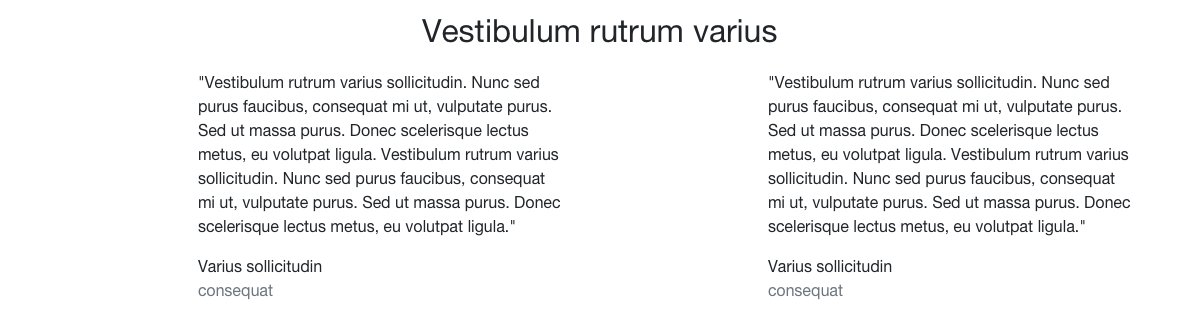 Vestibulum rutrum varius
"Vestibulum rutrum varius sollicitudin. Nunc sed
purus faucibus, consequat mi ut, vulputate purus.
Sed ut massa purus. Donec scelerisque lectus
metus, eu volutpat ligula. Vestibulum rutrum varius
sollicitudin. Nunc sed purus faucibus, consequat
mi ut, vulputate purus. Sed ut massa purus. Donec
scelerisque lectus metus, eu volutpat ligula."
Varius sollicitudin
consequat
"Vestibulum rutrum varius sollicitudin. Nunc sed
purus faucibus, consequat mi ut, vulputate purus.
Sed ut massa purus. Donec scelerisque lectus
metus, eu volutpat ligula. Vestibulum rutrum varius
sollicitudin. Nunc sed purus faucibus, consequat
mi ut, vulputate purus. Sed ut massa purus. Donec
scelerisque lectus metus, eu volutpat ligula."
Varius sollicitudin
consequat